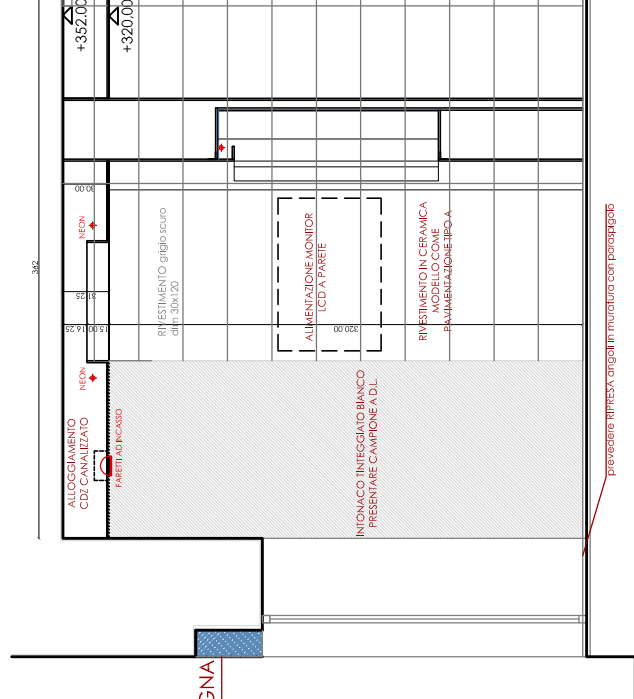 +352.00
+320.00
30.00
NEON
342
31.25
15.00
16.25
NEON
RIVESTIMENTO grigio scuro
dim 30x120
ALIMENTAZIONE MONITOR
LCD A PARETE
320.00
RIVESTIMENTO IN CERAMICA
MODELLO COME
PAVIMENTAZIONE TIPO A
ALLOGGIAMENTO
CDZ CANALIZZATO
FARETTI AD INCASSO
INTONACO TINTEGGIATO BIANCO
PRESENTARE CAMPIONE A D.L.
prevedere RIPRESA angoli in muratura con paraspigolo
GNA